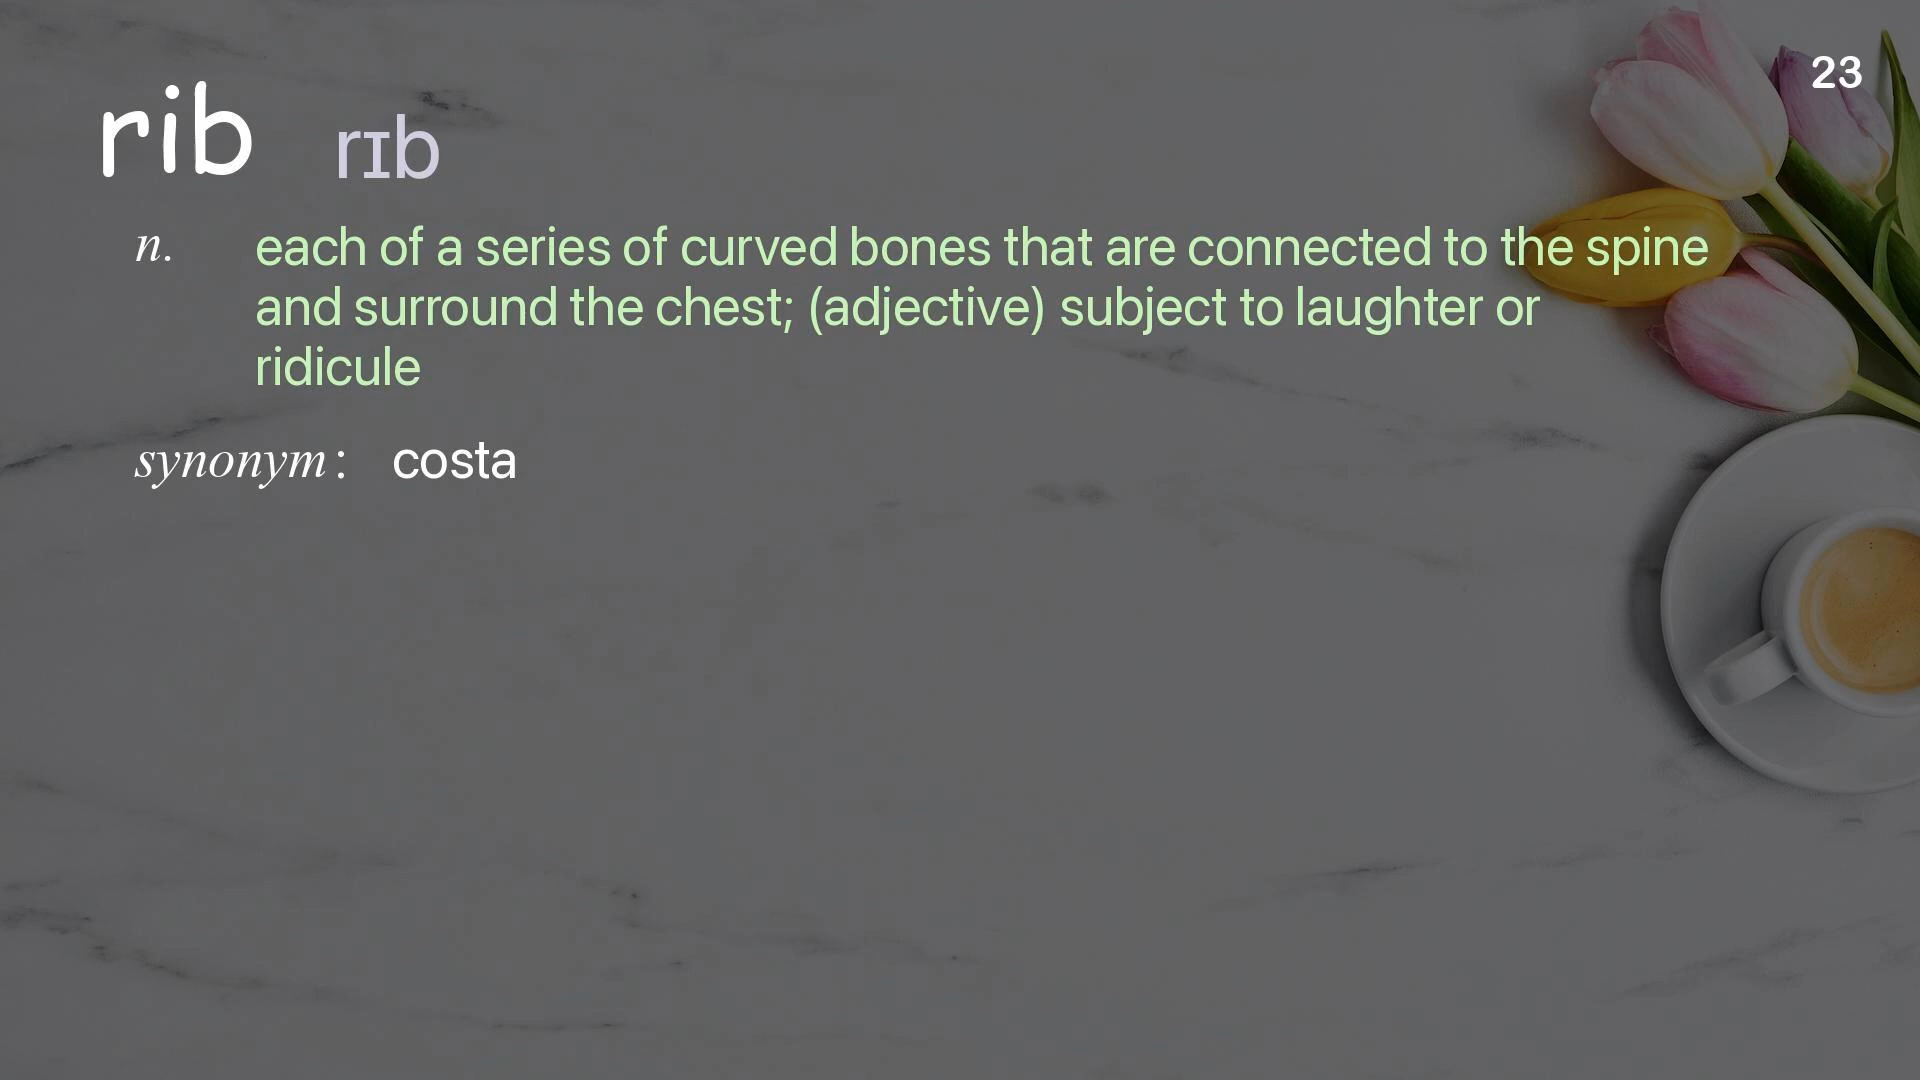 23
rib rɪb
n. each of a series of curved bones that are connected to the spine
and surround the chest; (adjective) subject to laughter or
ridicule
synonym: costa